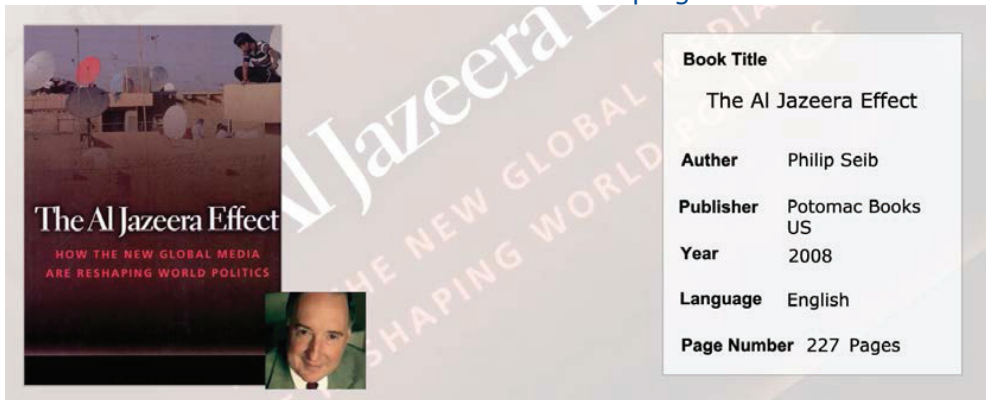 The Al Jazeera Effect
HOW THE NEW GLOBAL MEDIA
ARE RESHAPING WORLD POLITICS
Al Jazeera E
THE NEW GLOBAL MEDIA
SHAPING WORLD POLITICS
Book Title
The Al Jazeera Effect
Auther Philip Seib
Publisher Potomac Books
US
Year 2008
Language English
Page Number 227 Pages